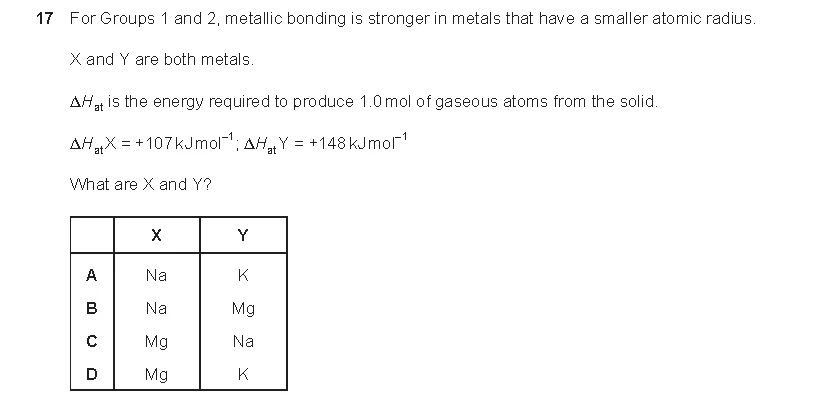 17 For Groups 1 and 2, metallic bonding is stronger in metals that have a smaller atomic radius.
X and Y are both metals.
ΔHat is the energy required to produce 1.0 mol of gaseous atoms from the solid.
ΔHatX = +107 kJ mol⁻¹; ΔHatY = +148 kJ mol⁻¹
What are X and Y?
X Y
A Na K
B Na Mg
C Mg Na
D Mg K